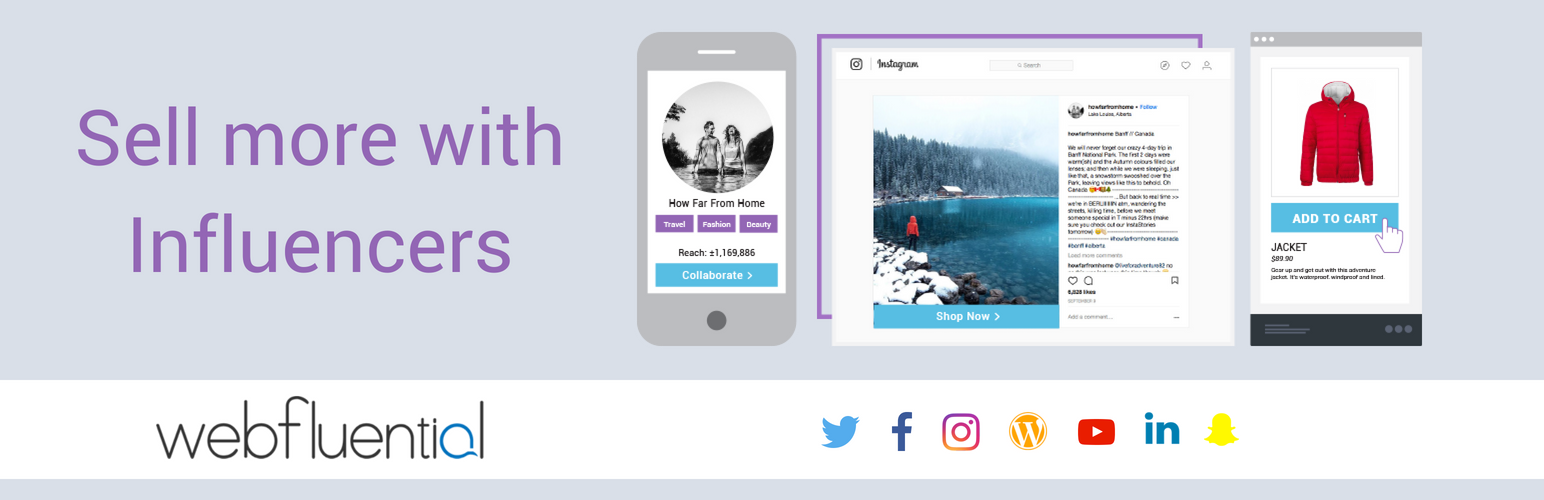 Sell more with
Influencers
How Far From Home
Travel
Fashion
Beauty
Reach: ±1,169,886
Collaborate >
Instagram
Search
howfarfromhome • Follow
Lake Louise, Alberta
howfarfromhome Banff /// Canada
We will never forget our crazy 4-day trip in
Banff National Park. The first 2 days were
warm(ish) and the Autumn colours filled our
lenses; and then while we were sleeping, just
like that, a snowstorm swooshed over the
Park, leaving views like this to behold. Oh
Canada
...But back to real time >>
we're in BERLIIIIIIN atm, wandering the
streets, killing time, before we meet
someone special in T minus 22hrs (make
sure you check out our InstaStories
tomorrow)
#howfarfromhome #canada
#banff #alberta
Load more comments
howfarfromhome @liveforadventure82 no
6,828 likes
SEPTEMBER 8
Add a comment...
Shop Now >
ADD TO CART
JACKET
$89.90
Gear up and get out with this adventure
jacket. It's waterproof, windproof and lined.
webfluential